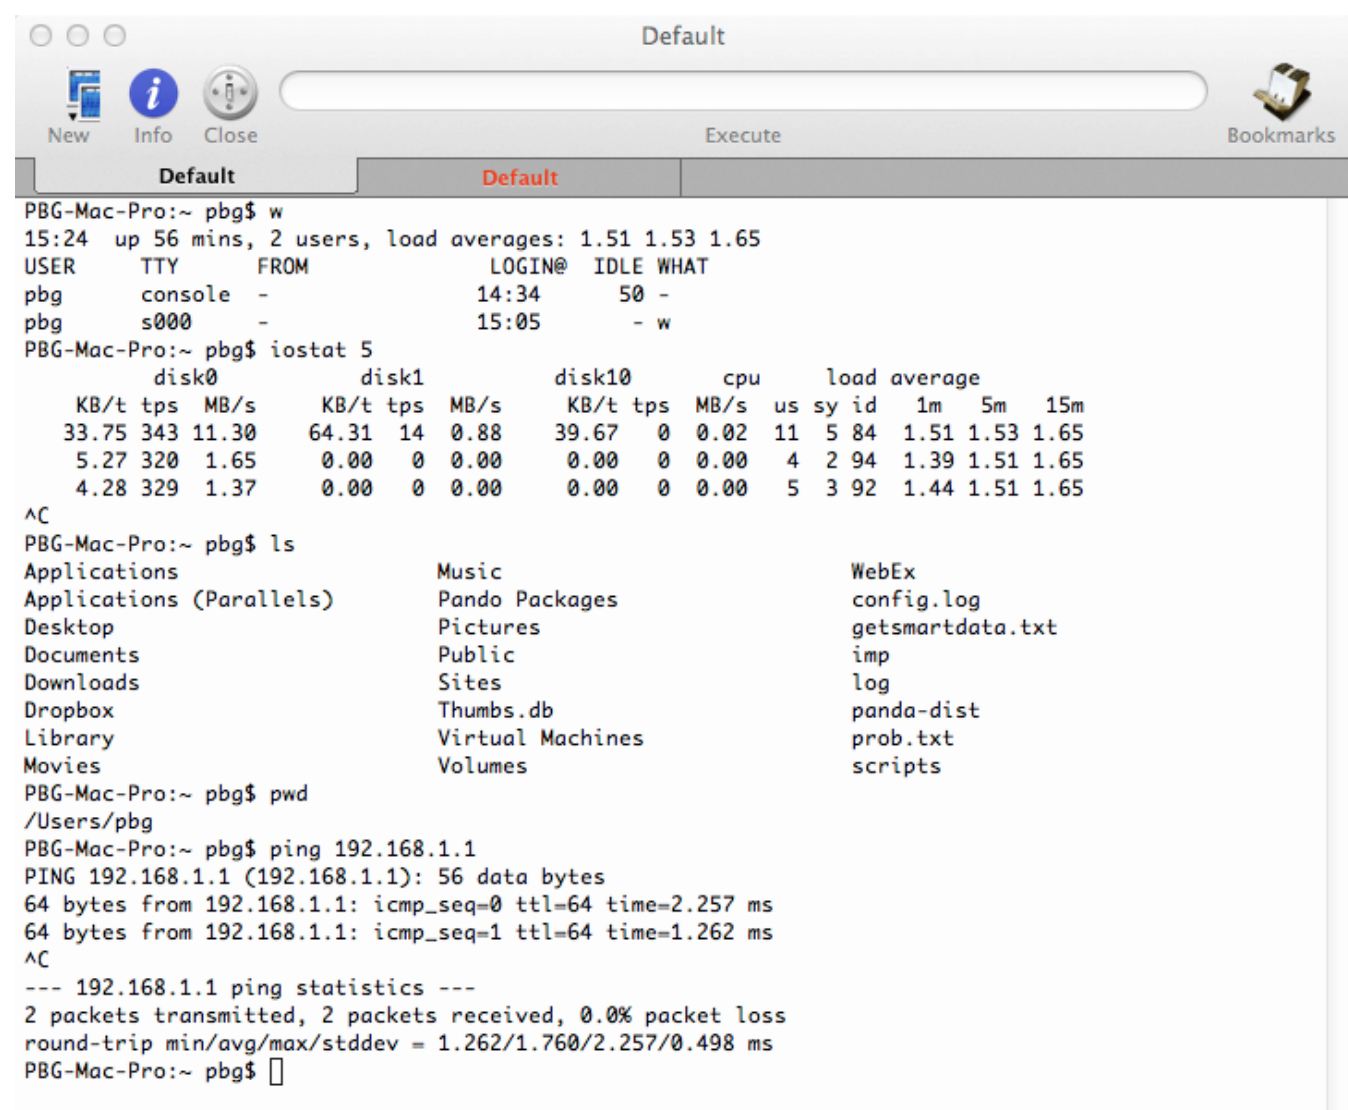 Default
New Info Close Execute Bookmarks
Default Default
PBG-Mac-Pro:~ pbg$ w
15:24  up 56 mins, 2 users, load averages: 1.51 1.53 1.65
USER     TTY      FROM              LOGIN@  IDLE WHAT
pbg      console  -                14:34      50 -
pbg      s000     -                15:05       - w
PBG-Mac-Pro:~ pbg$ iostat 5
          disk0           disk1          disk10       cpu     load average
    KB/t tps  MB/s     KB/t tps  MB/s     KB/t tps  MB/s  us sy id   1m   5m   15m
   33.75 343 11.30    64.31  14  0.88    39.67   0  0.02  11  5 84  1.51 1.53 1.65
    5.27 320  1.65     0.00   0  0.00     0.00   0  0.00   4  2 94  1.39 1.51 1.65
    4.28 329  1.37     0.00   0  0.00     0.00   0  0.00   5  3 92  1.44 1.51 1.65
^C
PBG-Mac-Pro:~ pbg$ ls
Applications                    Music                           WebEx
Applications (Parallels)        Pando Packages                  config.log
Desktop                         Pictures                        getsmartdata.txt
Documents                       Public                          imp
Downloads                       Sites                           log
Dropbox                         Thumbs.db                       panda-dist
Library                         Virtual Machines                prob.txt
Movies                          Volumes                         scripts
PBG-Mac-Pro:~ pbg$ pwd
/Users/pbg
PBG-Mac-Pro:~ pbg$ ping 192.168.1.1
PING 192.168.1.1 (192.168.1.1): 56 data bytes
64 bytes from 192.168.1.1: icmp_seq=0 ttl=64 time=2.257 ms
64 bytes from 192.168.1.1: icmp_seq=1 ttl=64 time=1.262 ms
^C
--- 192.168.1.1 ping statistics ---
2 packets transmitted, 2 packets received, 0.0% packet loss
round-trip min/avg/max/stddev = 1.262/1.760/2.257/0.498 ms
PBG-Mac-Pro:~ pbg$